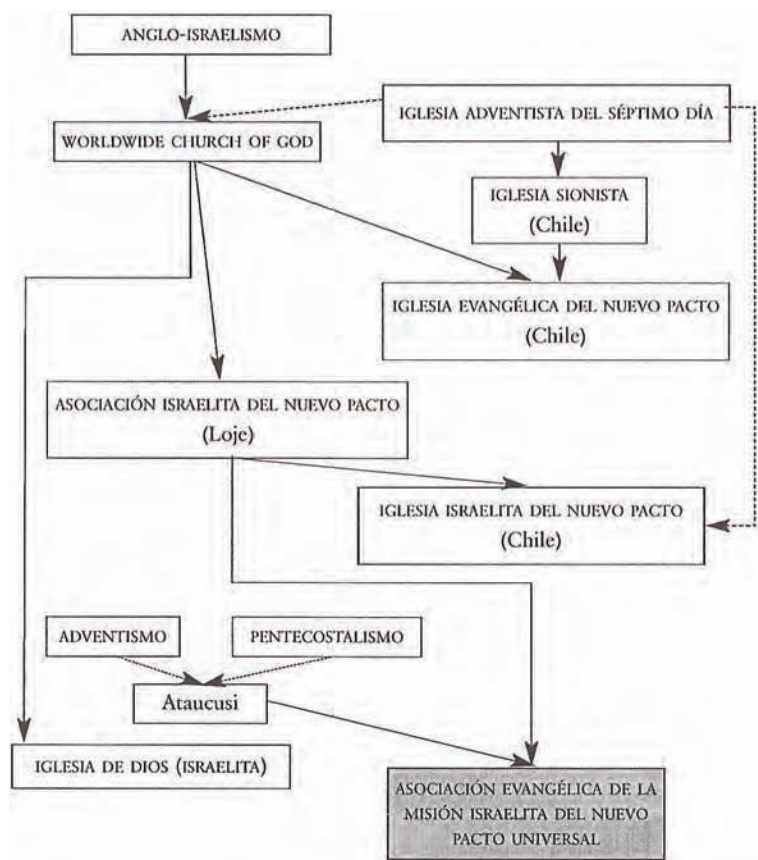 ANGLO-ISRAELISMO
IGLESIA ADVENTISTA DEL SÉPTIMO DÍA
WORLDWIDE CHURCH OF GOD
IGLESIA SIONISTA
(Chile)
IGLESIA EVANGÉLICA DEL NUEVO PACTO
(Chile)
ASOCIACIÓN ISRAELITA DEL NUEVO PACTO
(Loje)
IGLESIA ISRAELITA DEL NUEVO PACTO
(Chile)
ADVENTISMO
PENTECOSTALISMO
Ataucusi
IGLESIA DE DIOS (ISRAELITA)
ASOCIACIÓN EVANGÉLICA DE LA
MISIÓN ISRAELITA DEL NUEVO
PACTO UNIVERSAL